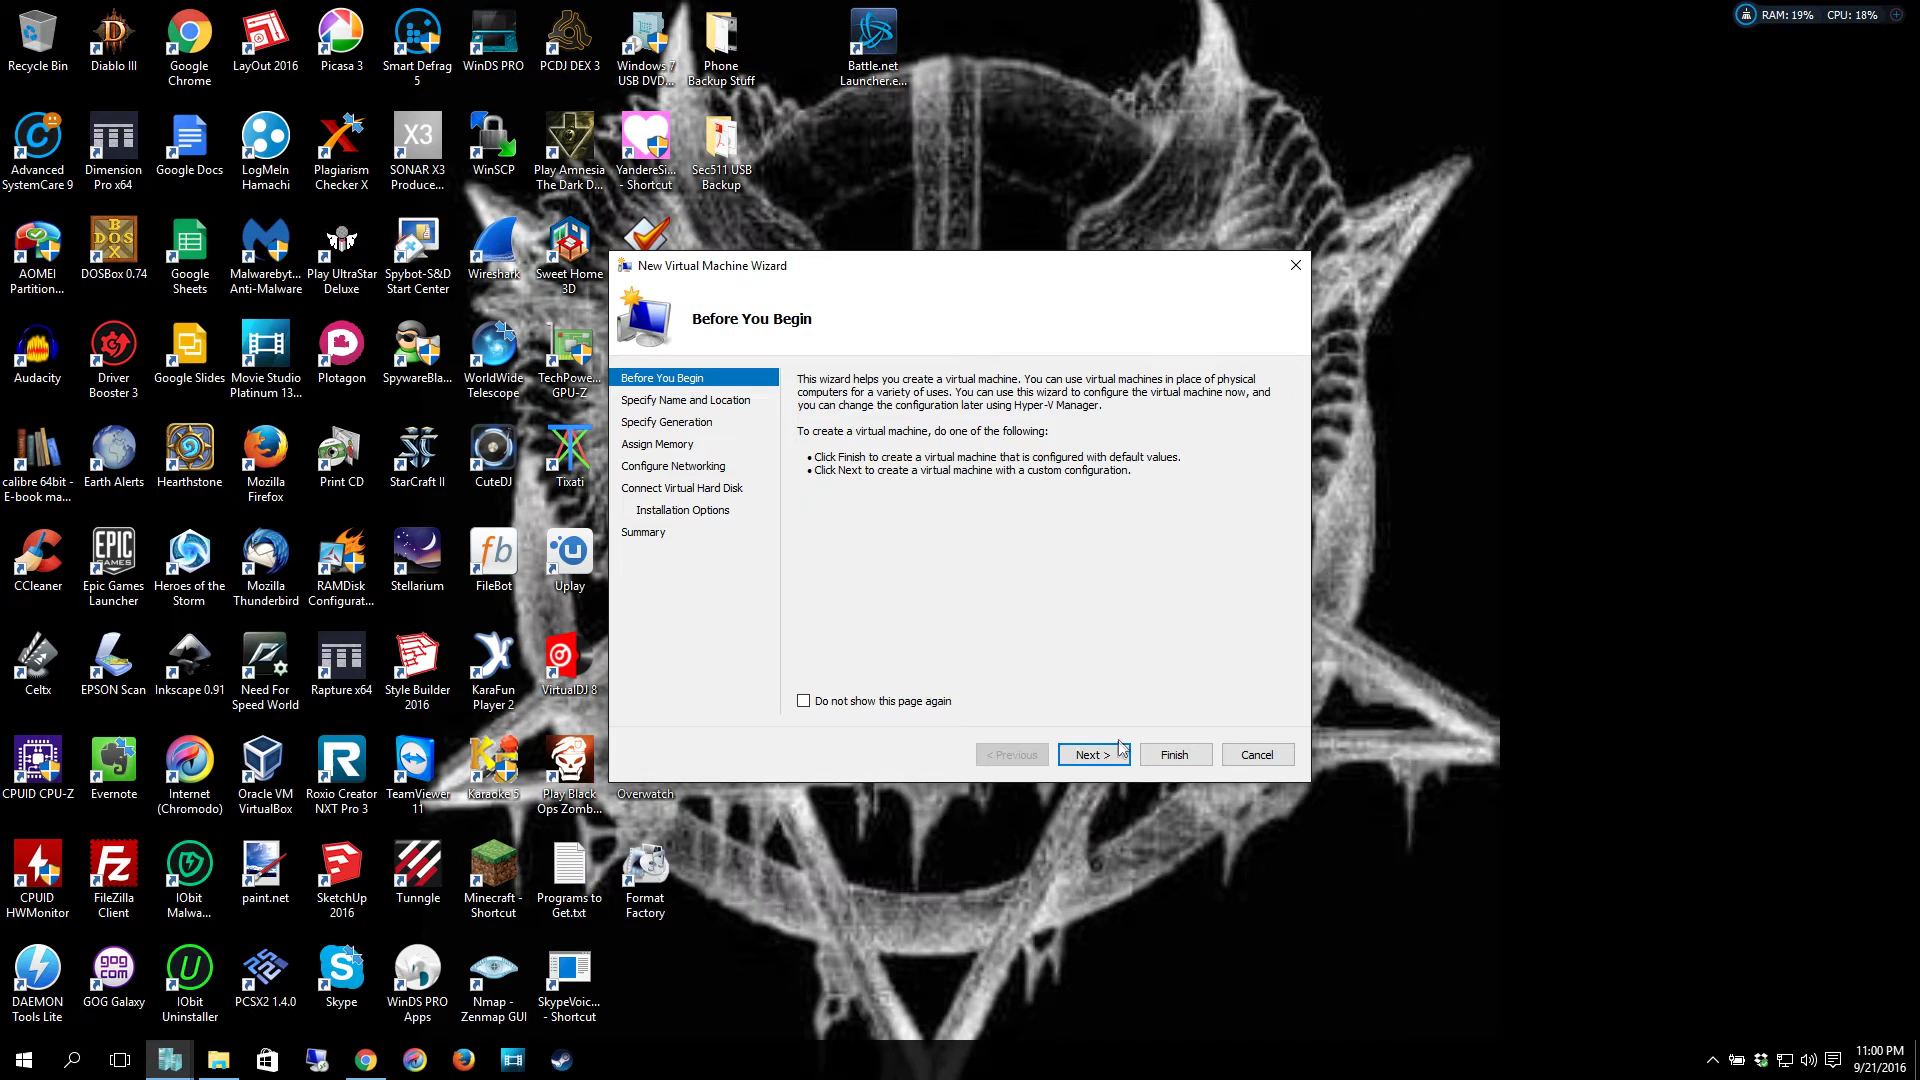 RAM: 19% CPU: 18%
Recycle Bin
Diablo III
Google
Chrome
LayOut 2016
Picasa 3
Smart Defrag
5
WinDS PRO
PCDJ DEX 3
Windows 7
USB DVD...
Phone
Backup Stuff
Battle.net
Launcher.e...
Advanced
SystemCare 9
Dimension
Pro x64
Google Docs
LogMeIn
Hamachi
Plagiarism
Checker X
X3
SONAR X3
Produce...
WinSCP
Play Amnesia
The Dark D...
YandereSi...
- Shortcut
Sec511 USB
Backup
AOMEI
Partition...
DOSBox 0.74
Google
Sheets
Malwarebyt...
Anti-Malware
Play UltraStar
Deluxe
Spybot-S&D
Start Center
Wireshark
Sweet Home
3D
Audacity
Driver
Booster 3
Google Slides
Movie Studio
Platinum 13...
Plotagon
SpywareBla...
WorldWide
Telescope
TechPowe...
GPU-Z
calibre 64bit -
E-book ma...
Earth Alerts
Hearthstone
Mozilla
Firefox
Print CD
StarCraft II
CuteDJ
Tixati
CCleaner
EPIC
GAMES
Epic Games
Launcher
Heroes of the
Storm
Mozilla
Thunderbird
RAMDisk
Configurat...
Stellarium
fb
FileBot
Uplay
Celtx
EPSON Scan
Inkscape 0.91
Need For
Speed World
Rapture x64
Style Builder
2016
KaraFun
Player 2
VirtualDJ 8
CPUID CPU-Z
Evernote
Internet
(Chromodo)
Oracle VM
VirtualBox
Roxio Creator
NXT Pro 3
TeamViewer
11
Karaoke 5
Play Black
Ops Zomb...
Overwatch
CPUID
HWMonitor
FileZilla
Client
IObit
Malwa...
paint.net
SketchUp
2016
Tunngle
Minecraft -
Shortcut
Programs to
Get.txt
Format
Factory
DAEMON
Tools Lite
gog
com
GOG Galaxy
IObit
Uninstaller
PCSX2 1.4.0
Skype
WinDS PRO
Apps
Nmap -
Zenmap GUI
SkypeVoic...
- Shortcut
New Virtual Machine Wizard
Before You Begin
Before You Begin
Specify Name and Location
Specify Generation
Assign Memory
Configure Networking
Connect Virtual Hard Disk
Installation Options
Summary
This wizard helps you create a virtual machine. You can use virtual machines in place of physical
computers for a variety of uses. You can use this wizard to configure the virtual machine now, and
you can change the configuration later using Hyper-V Manager.
To create a virtual machine, do one of the following:
• Click Finish to create a virtual machine that is configured with default values.
• Click Next to create a virtual machine with a custom configuration.
Do not show this page again
< Previous
Next >
Finish
Cancel
11:00 PM
9/21/2016